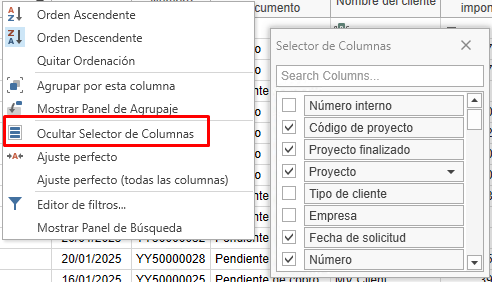 Orden Ascendente
Orden Descendente
Quitar Ordenación
Agrupar por esta columna
Mostrar Panel de Agrupaje
Ocultar Selector de Columnas
Ajuste perfecto
Ajuste perfecto (todas las columnas)
Editor de filtros...
Mostrar Panel de Búsqueda
Nombre del cliente
Selector de Columnas
Search Columns...
Número interno
Código de proyecto
Proyecto finalizado
Proyecto
Tipo de cliente
Empresa
Fecha de solicitud
Número
20/01/2025 YY50000028 Pendiente
16/01/2025 YY50000025 Pendiente de cobro